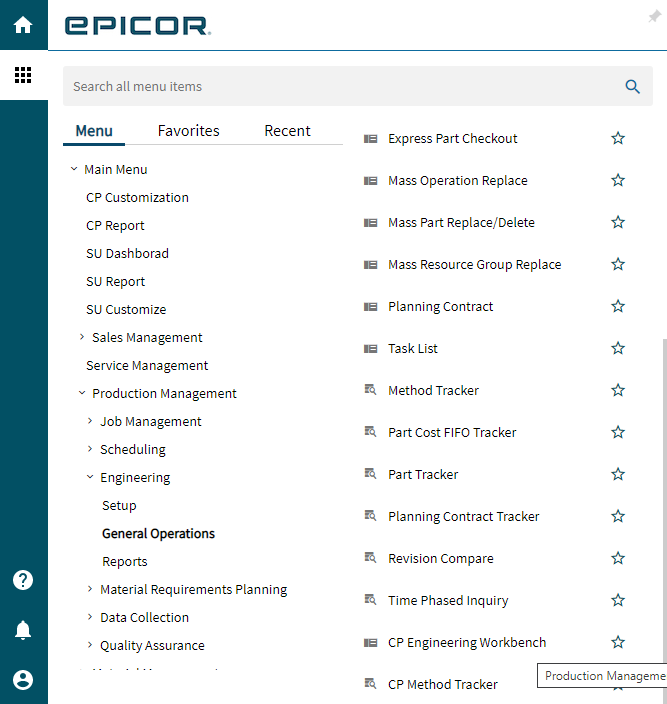 EPICOR
Search all menu items
Menu Favorites Recent
Main Menu
CP Customization
CP Report
SU Dashborad
SU Report
SU Customize
Sales Management
Service Management
Production Management
Job Management
Scheduling
Engineering
Setup
General Operations
Reports
Material Requirements Planning
Data Collection
Quality Assurance
Express Part Checkout
Mass Operation Replace
Mass Part Replace/Delete
Mass Resource Group Replace
Planning Contract
Task List
Method Tracker
Part Cost FIFO Tracker
Part Tracker
Planning Contract Tracker
Revision Compare
Time Phased Inquiry
CP Engineering Workbench
CP Method Tracker
Production Manageme